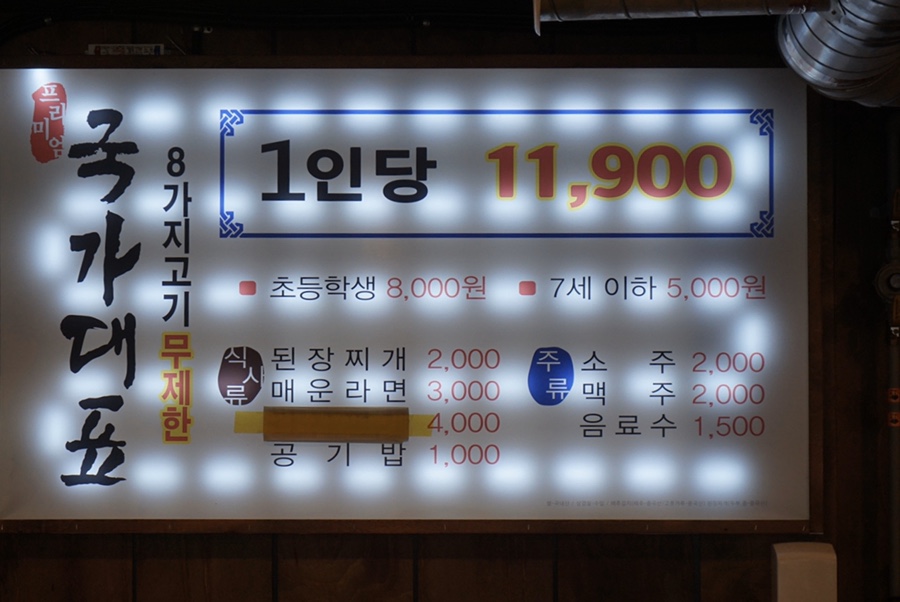 프리미엄
국가대표
8가지고기 무제한
1인당 11,900
초등학생 8,000원
7세 이하 5,000원
식사류
된장찌개 2,000
매운라면 3,000
4,000
공기밥 1,000
주류
소주 2,000
맥주 2,000
음료수 1,500